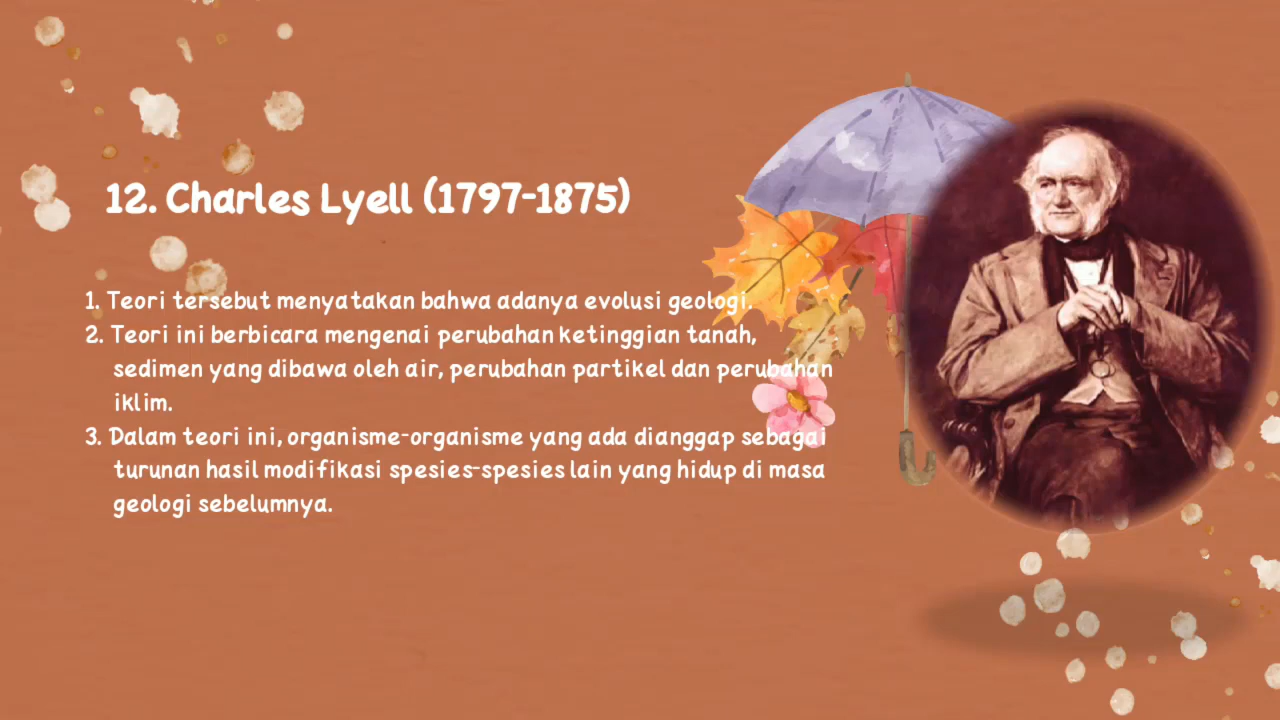 12. Charles Lyell (1797-1875)
1. Teori tersebut menyatakan bahwa adanya evolusi geologi.
2. Teori ini berbicara mengenai perubahan ketinggian tanah,
sedimen yang dibawa oleh air, perubahan partikel dan perubahan
iklim.
3. Dalam teori ini, organisme-organisme yang ada dianggap sebagai
turunan hasil modifikasi spesies-spesies lain yang hidup di masa
geologi sebelumnya.